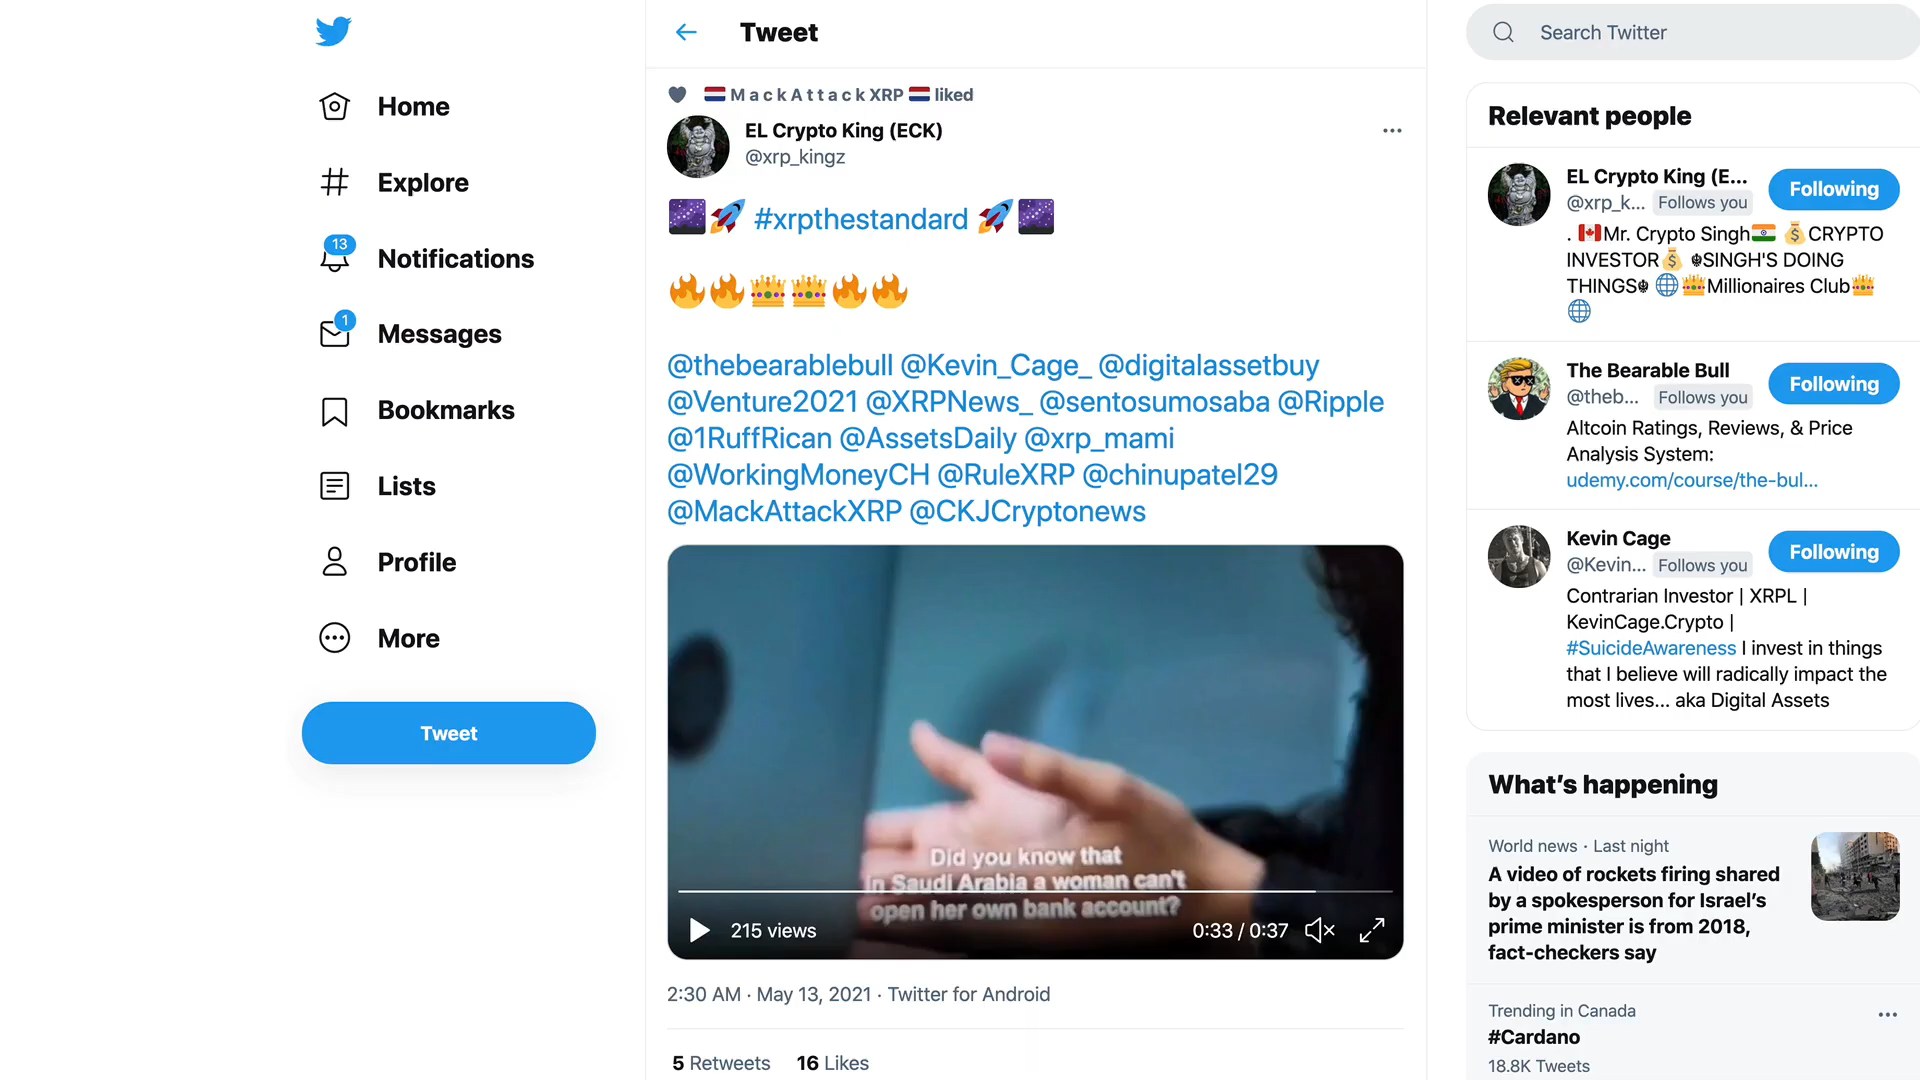 Home
Explore
13
Notifications
1
Messages
Bookmarks
Lists
Profile
More
Tweet
Tweet
MackAttackXRP liked
EL Crypto King (ECK)
@xrp_kingz
#xrpthestandard
@thebearablebull @Kevin_Cage_ @digitalassetbuy
@Venture2021 @XRPNews_ @sentosumosaba @Ripple
@1RuffRican @AssetsDaily @xrp_mami
@WorkingMoneyCH @RuleXRP @chinupatel29
@MackAttackXRP @CKJCryptonews
Did you know that
in Saudi Arabia a woman can't
open her own bank account?
215 views
0:33 / 0:37
2:30 AM · May 13, 2021 · Twitter for Android
5 Retweets 16 Likes
Search Twitter
Relevant people
EL Crypto King (E...
Following
@xrp_k... Follows you
. 🇨🇦Mr. Crypto Singh🇮🇳 💰CRYPTO
INVESTOR💰 ☬SINGH'S DOING
THINGS☬ 🌐👑Millionaires Club👑
🌐
The Bearable Bull
Following
@theb... Follows you
Altcoin Ratings, Reviews, & Price
Analysis System:
udemy.com/course/the-bul...
Kevin Cage
Following
@Kevin... Follows you
Contrarian Investor | XRPL |
KevinCage.Crypto |
#SuicideAwareness I invest in things
that I believe will radically impact the
most lives... aka Digital Assets
What's happening
World news · Last night
A video of rockets firing shared
by a spokesperson for Israel's
prime minister is from 2018,
fact-checkers say
Trending in Canada
#Cardano
18.8K Tweets